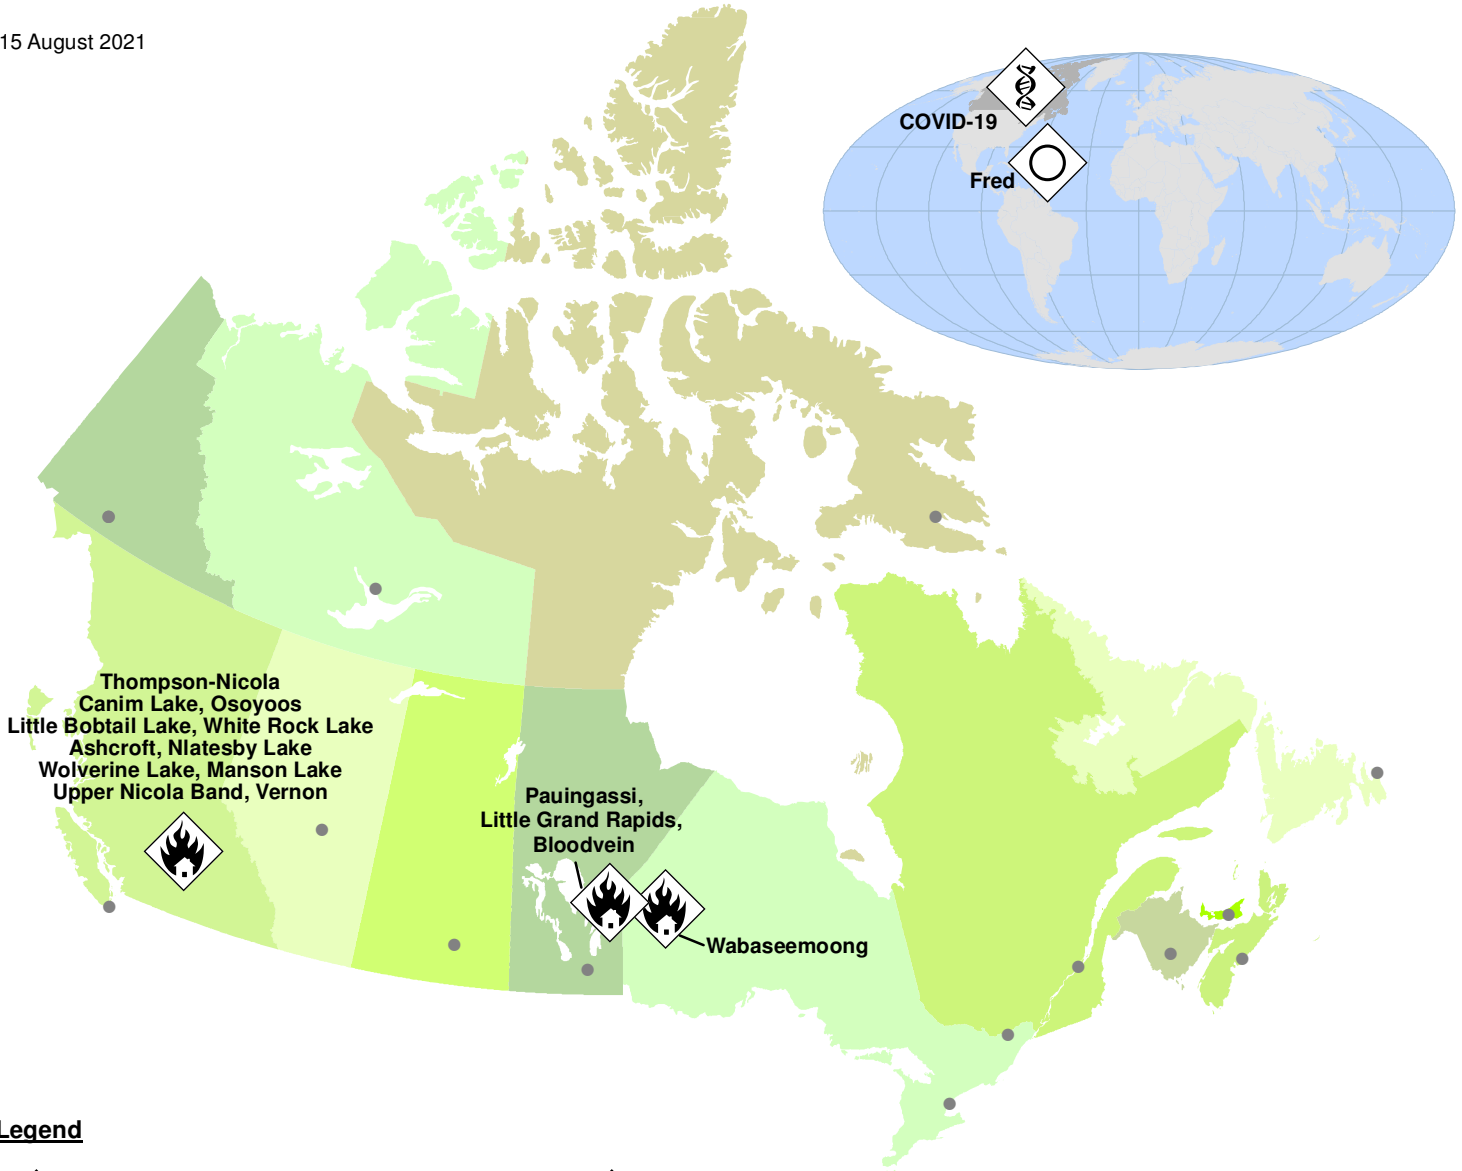 15 August 2021
COVID-19
Fred
Thompson-Nicola
Canim Lake, Osoyoos
Little Bobtail Lake, White Rock Lake
Ashcroft, Nlatesby Lake
Wolverine Lake, Manson Lake
Upper Nicola Band, Vernon
Pauingassi,
Little Grand Rapids,
Bloodvein
Wabaseemoong
Legend